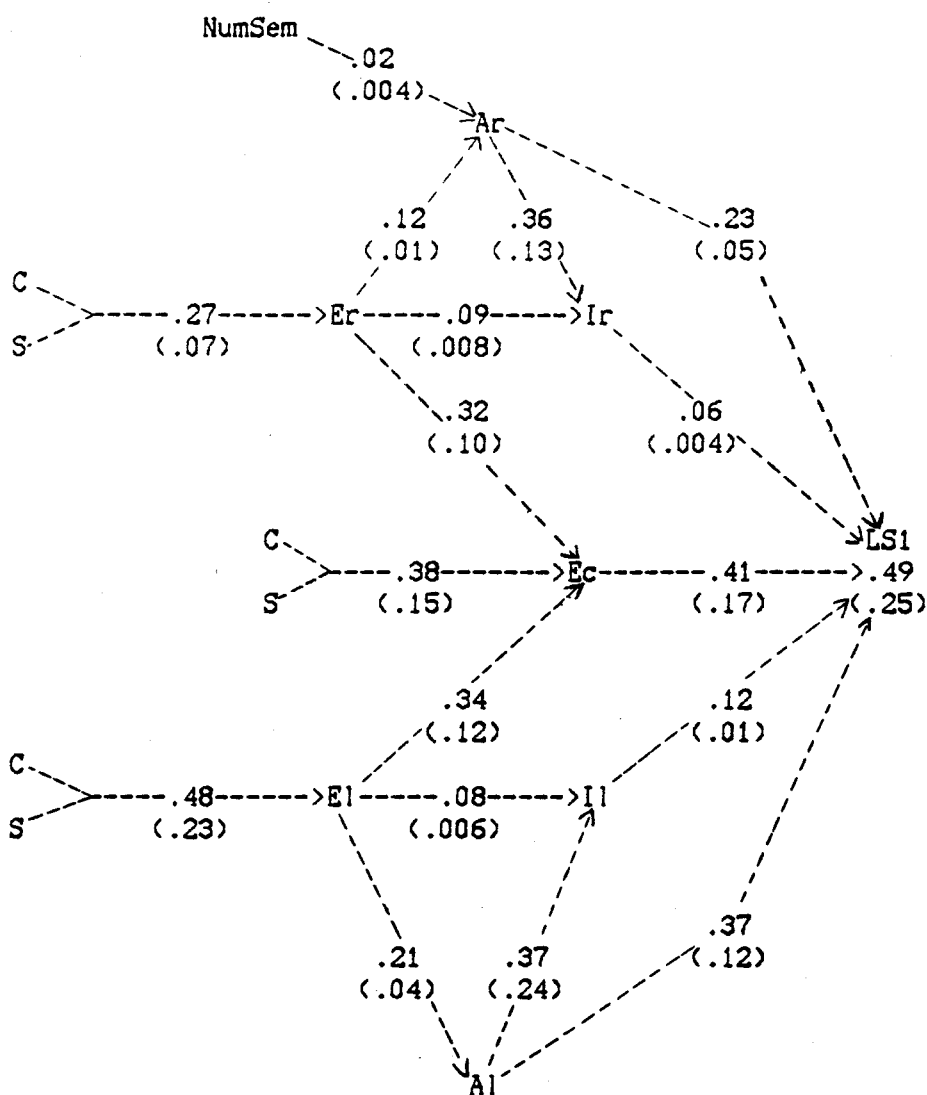 NumSem
.02
(.004)
Ar
.12 .36 .23
(.01) (.13) (.05)
C
.27 Er .09 Ir
S (.07) (.008)
.32 .06
(.10) (.004)
C LS1
.38 Ec .41 .49
S (.15) (.17) (.25)
.34 .12
(.12) (.01)
C
.48 El .08 Il
S (.23) (.006)
.37
(.12)
.21 .37
(.04) (.24)
Al